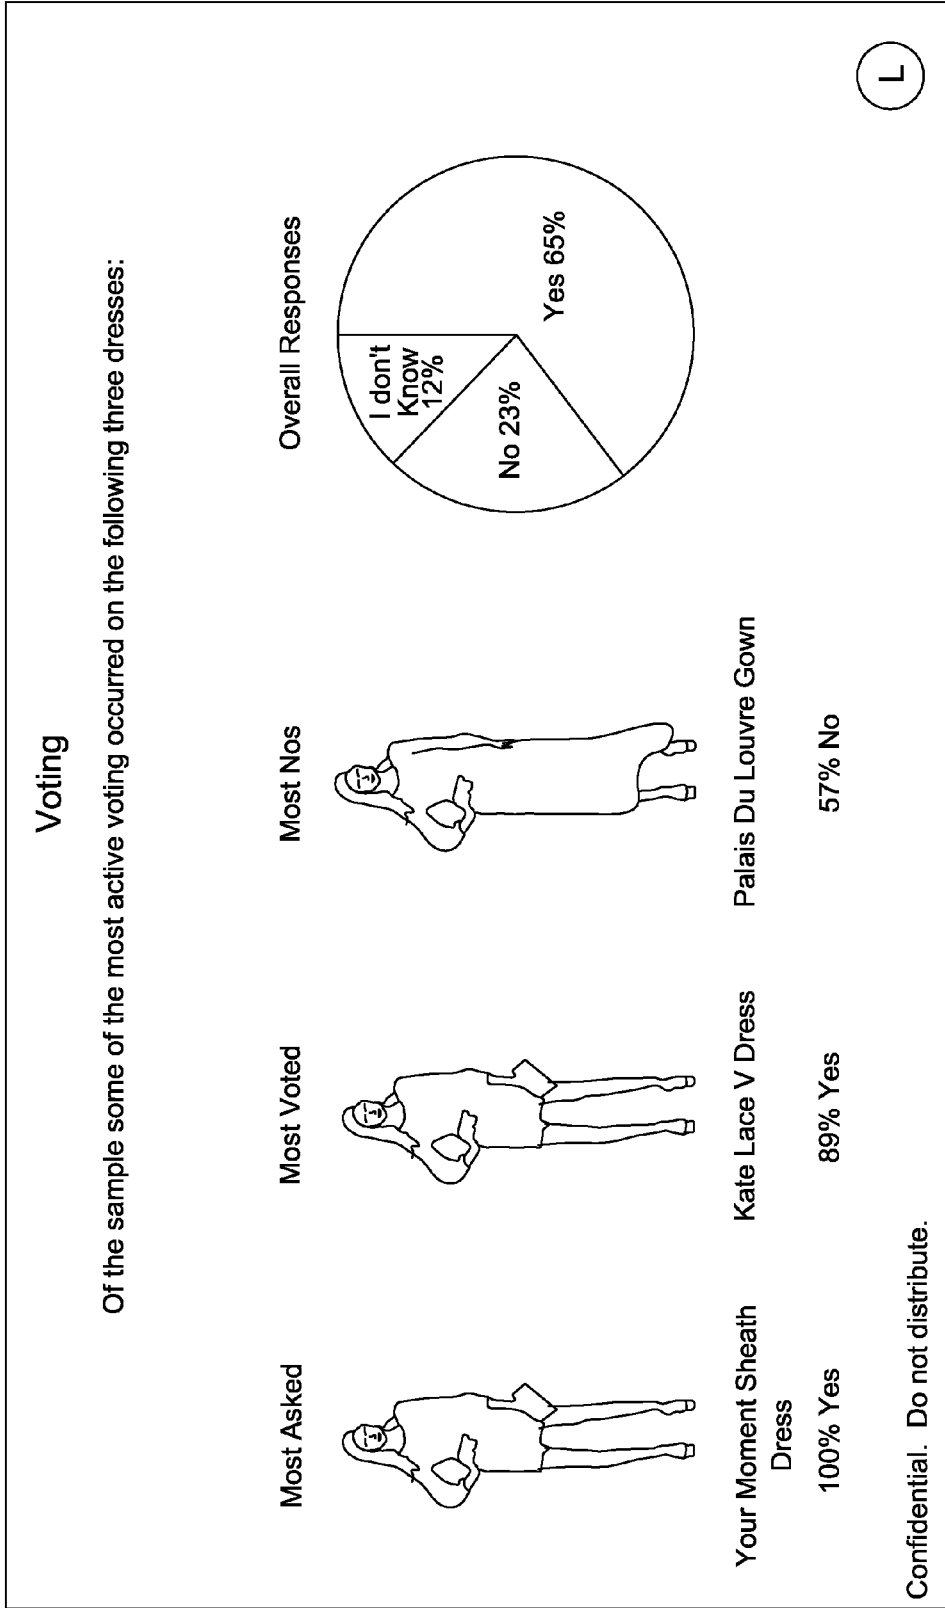 Voting
Of the sample some of the most active voting occurred on the following three dresses:
Most Asked
Your Moment Sheath
Dress
100% Yes
Most Voted
Kate Lace V Dress
89% Yes
Most Nos
Palais Du Louvre Gown
57% No
Overall Responses
I don't
Know
12%
No 23%
Yes 65%
Confidential. Do not distribute.
L